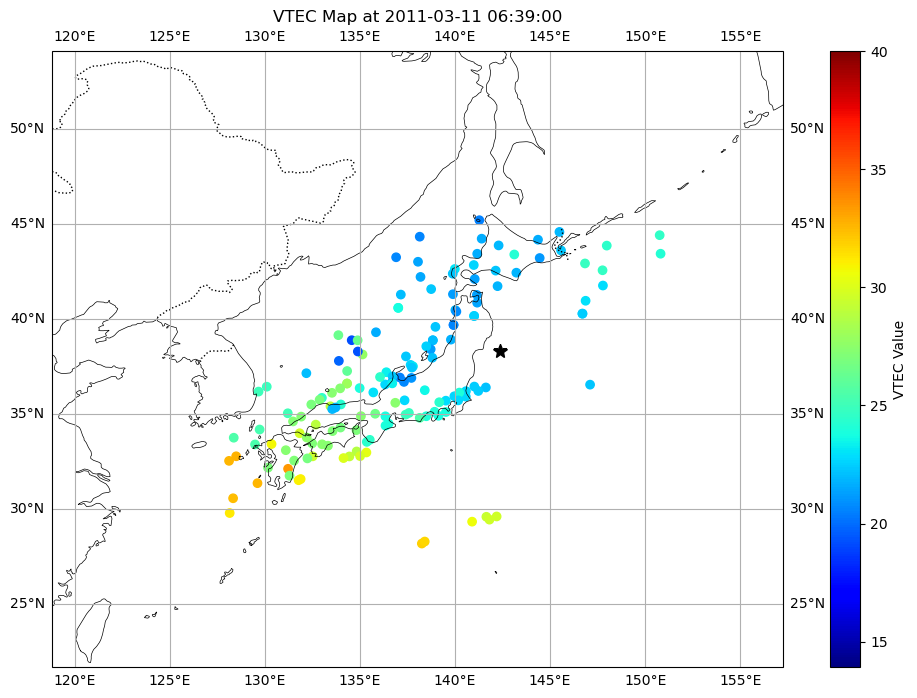 VTEC Map at 2011-03-11 06:39:00
120°E 125°E 130°E 135°E 140°E 145°E 150°E 155°E
40
50°N 50°N
35
45°N 45°N
40°N 40°N
30
VTEC Value
35°N 35°N
25
30°N 30°N
20
25°N 25°N
15
120°E 125°E 130°E 135°E 140°E 145°E 150°E 155°E